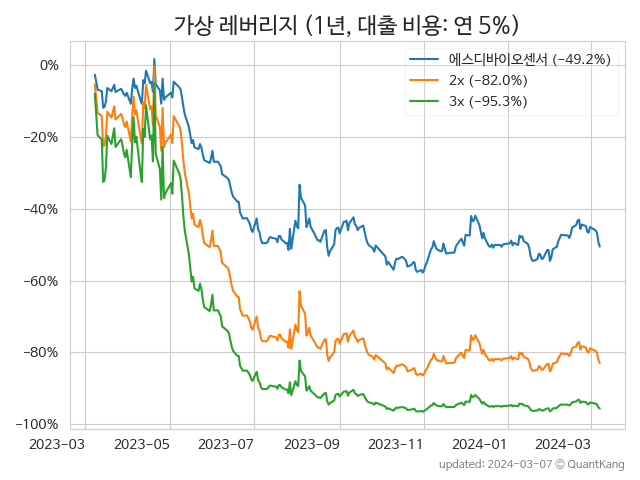 가상 레버리지 (1년, 대출 비용: 연 5%)
에스디바이오센서 (−49.2%)
2x (−82.0%)
3x (−95.3%)
0%
−20%
−40%
−60%
−80%
−100%
2023-03 2023-05 2023-07 2023-09 2023-11 2024-01 2024-03
updated: 2024-03-07 © QuantKang